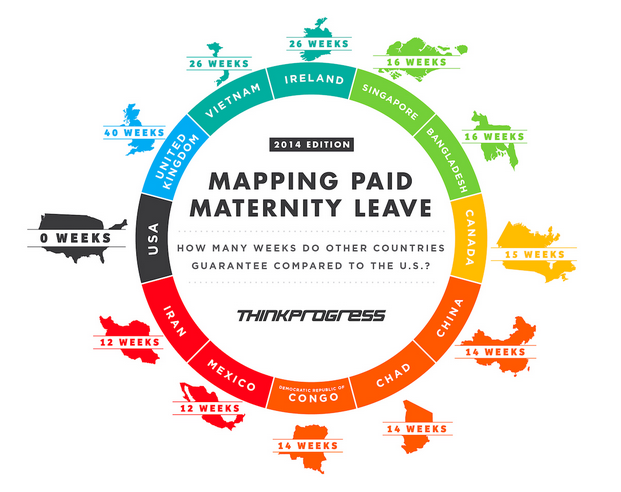 2014 EDITION
MAPPING PAID
MATERNITY LEAVE
HOW MANY WEEKS DO OTHER COUNTRIES
GUARANTEE COMPARED TO THE U.S.?
THINKPROGRESS
IRELAND
26 WEEKS
SINGAPORE
16 WEEKS
BANGLADESH
16 WEEKS
CANADA
15 WEEKS
CHINA
14 WEEKS
CHAD
14 WEEKS
DEMOCRATIC REPUBLIC OF
CONGO
14 WEEKS
MEXICO
12 WEEKS
IRAN
12 WEEKS
USA
0 WEEKS
UNITED
KINGDOM
40 WEEKS
VIETNAM
26 WEEKS